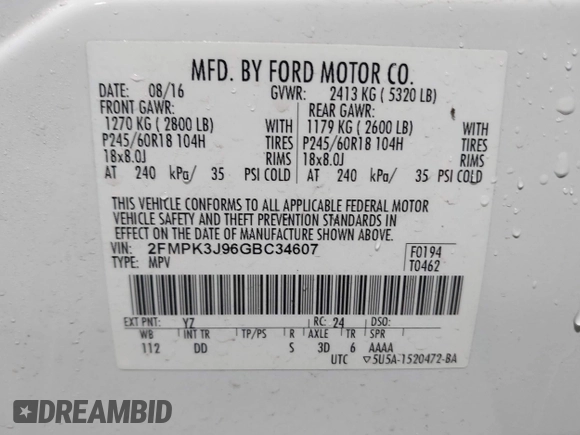 MFD. BY FORD MOTOR CO.
DATE: 08/16 GVWR: 2413 KG ( 5320 LB)
FRONT GAWR: REAR GAWR:
1270 KG ( 2800 LB) WITH 1179 KG ( 2600 LB) WITH
P245/60R18 104H TIRES P245/60R18 104H TIRES
18x8.0J RIMS 18x8.0J RIMS
AT 240 kPa/ 35 PSI COLD AT 240 kPa/ 35 PSI COLD
THIS VEHICLE CONFORMS TO ALL APPLICABLE FEDERAL MOTOR
VEHICLE SAFETY AND THEFT PREVENTION STANDARDS IN
EFFECT ON THE DATE OF MANUFACTURE SHOWN ABOVE.
VIN: 2FMPK3J96GBC34607 F0194
TYPE: MPV T0462
EXT PNT: YZ RC: 24 DSO:
WB INT TR TP/PS R AXLE TR SPR
112 DD S 3D 6 AAAA
UTC ▽5U5A-1520472-BA
DREAMBID